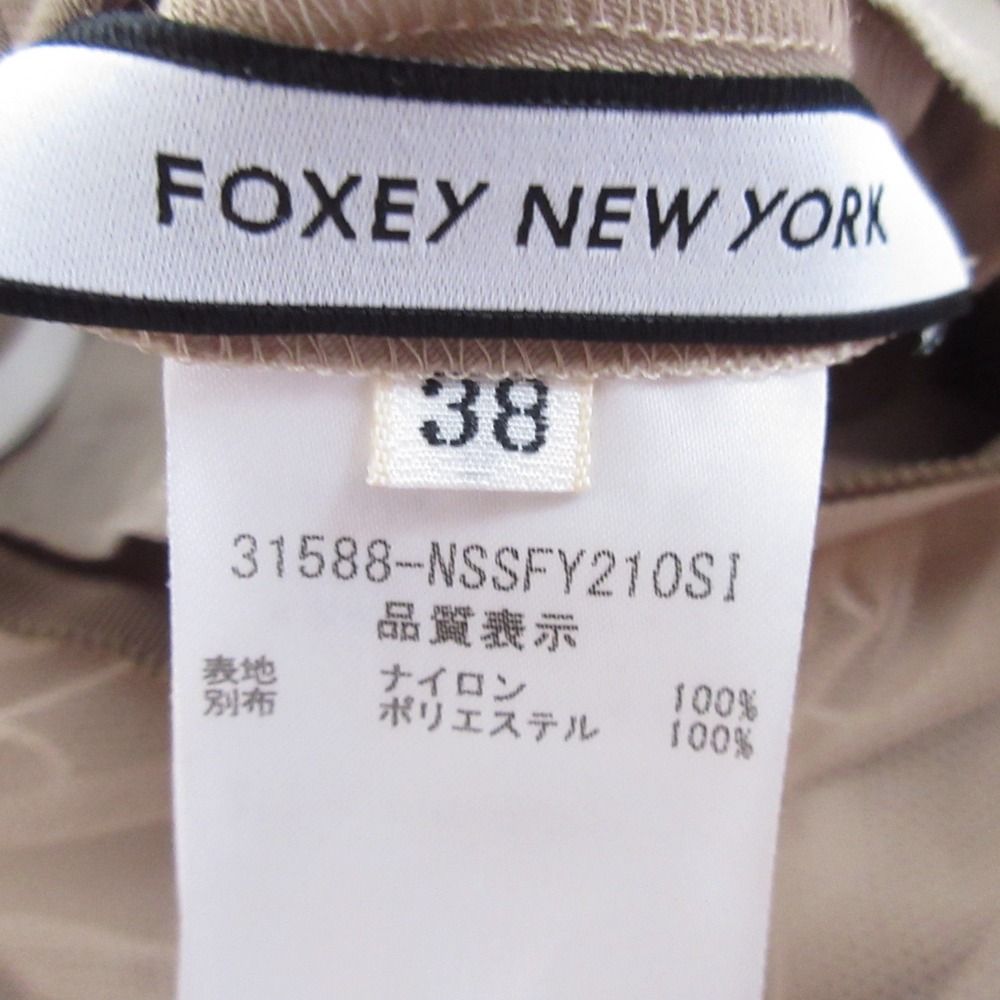 FOXEY NEW YORK
38
31588-NSSFY210SI
品質表示
表地 ナイロン 100%
別布 ポリエステル 100%